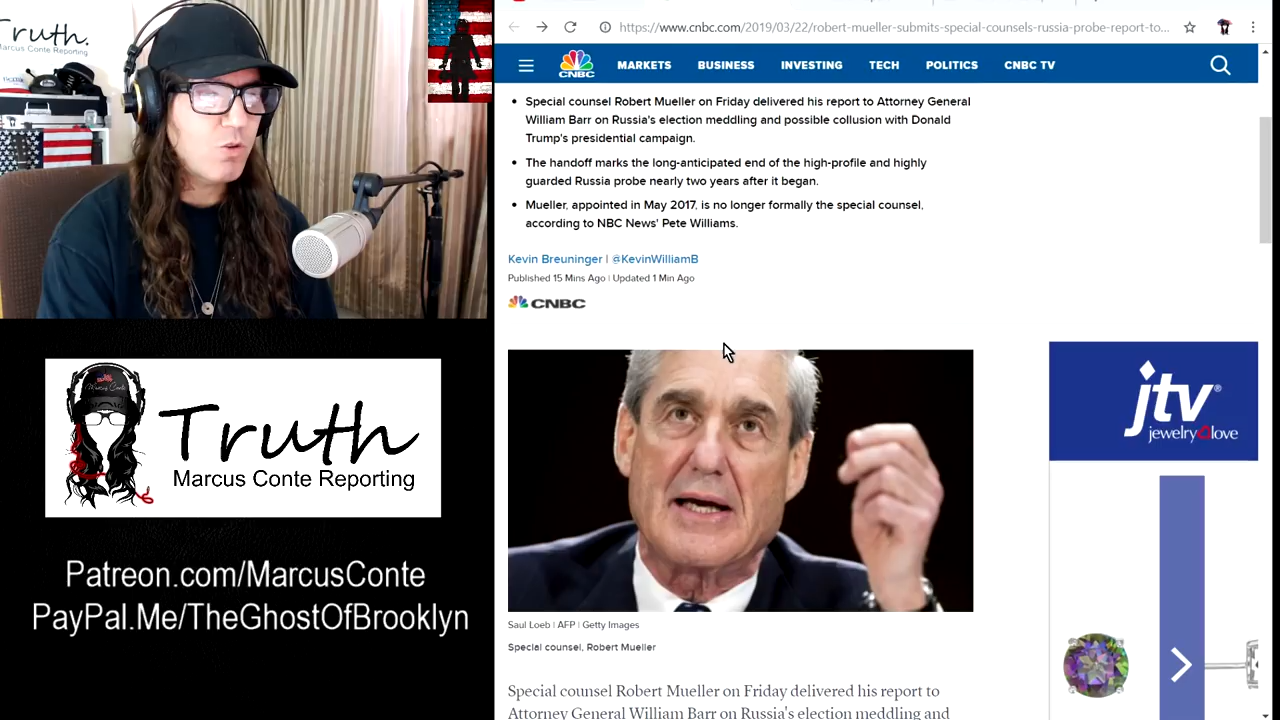 Truth.
Marcus Conte Reporting
Truth
Marcus Conte Reporting
Patreon.com/MarcusConte
PayPal.Me/TheGhostOfBrooklyn
https://www.cnbc.com/2019/03/22/robert-mueller-submits-special-counsels-russia-probe-report-to...
CNBC
MARKETS BUSINESS INVESTING TECH POLITICS CNBC TV
• Special counsel Robert Mueller on Friday delivered his report to Attorney General
William Barr on Russia's election meddling and possible collusion with Donald
Trump's presidential campaign.
• The handoff marks the long-anticipated end of the high-profile and highly
guarded Russia probe nearly two years after it began.
• Mueller, appointed in May 2017, is no longer formally the special counsel,
according to NBC News' Pete Williams.
Kevin Breuninger | @KevinWilliamB
Published 15 Mins Ago | Updated 1 Min Ago
CNBC
jtv®
jewelry love
Saul Loeb | AFP | Getty Images
Special counsel, Robert Mueller
Special counsel Robert Mueller on Friday delivered his report to
Attorney General William Barr on Russia's election meddling and